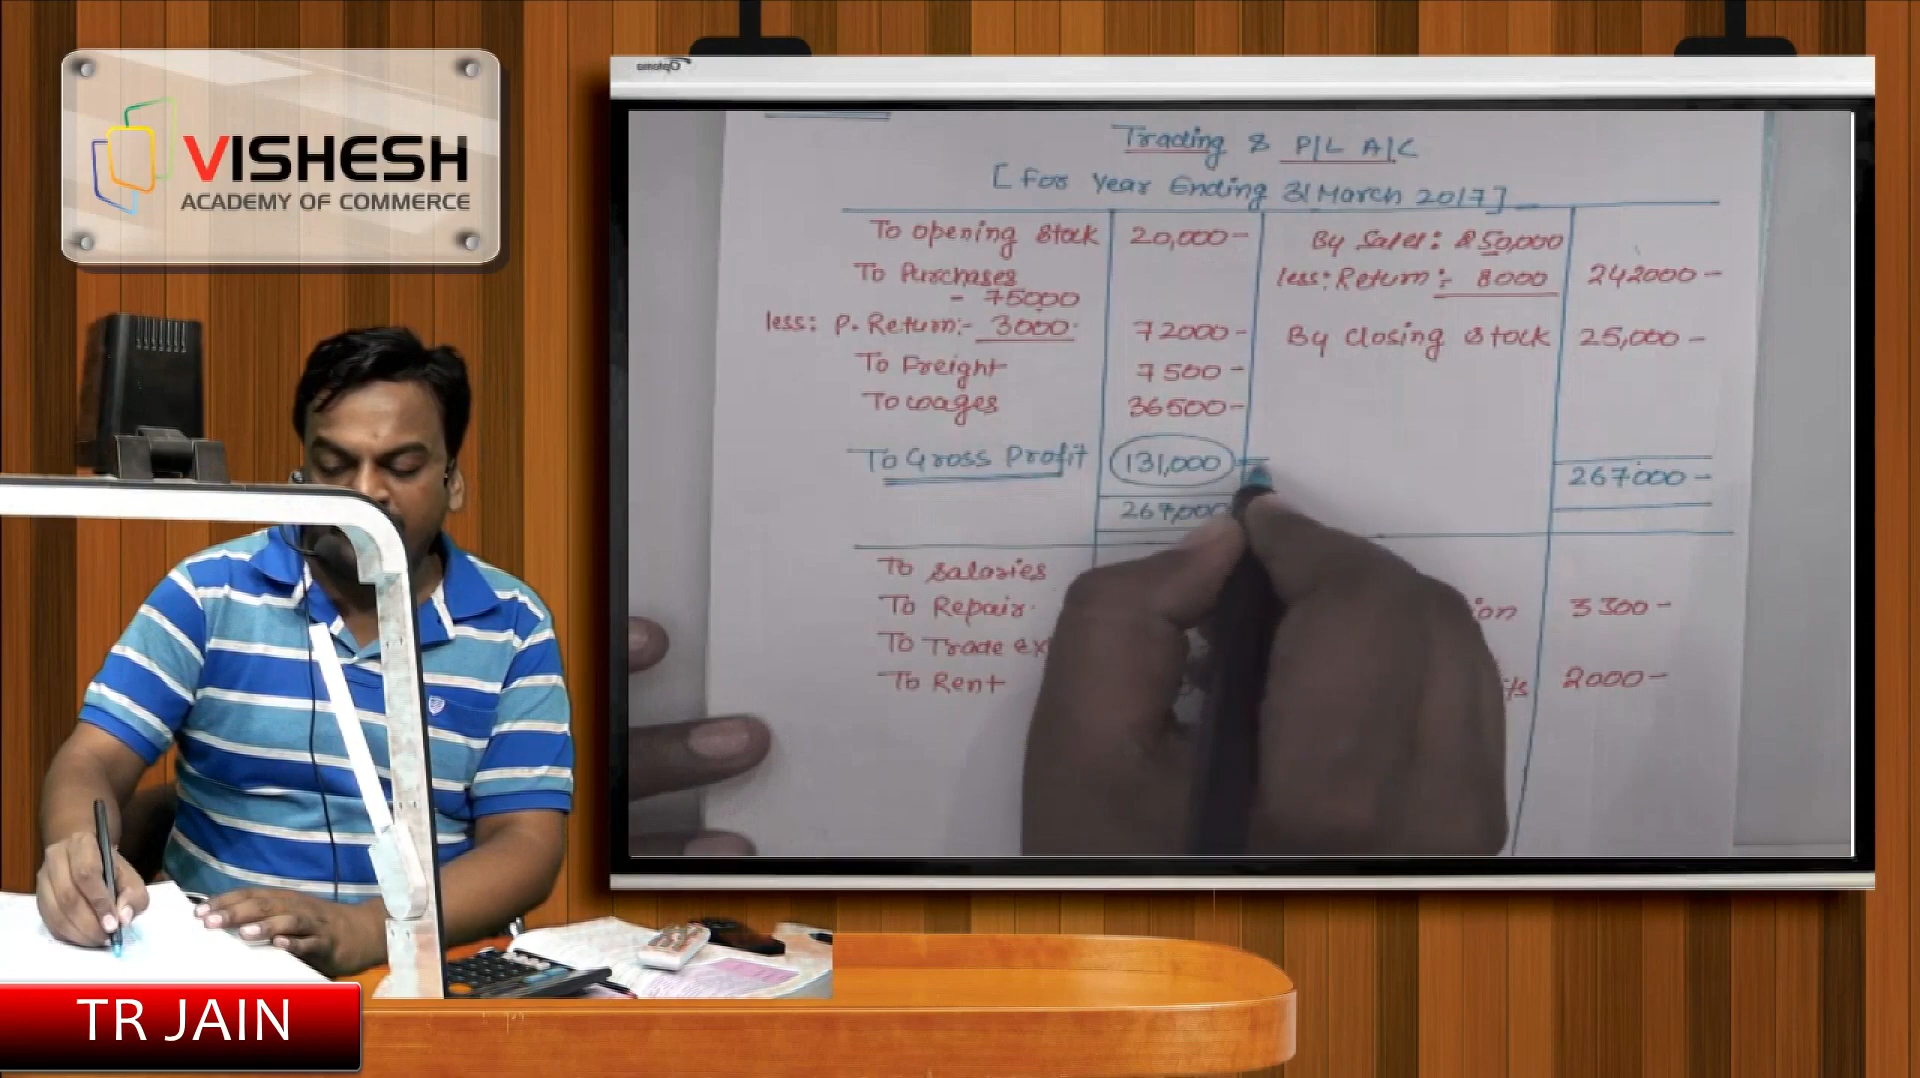 VISHESH
ACADEMY OF COMMERCE
Optoma
Trading & P/L A/C
[For Year Ending 31 March 2017]
To opening stock 20,000- By Sales: 250,000
To Purchases less: Return:- 8000 242000-
- 75000
less: P. Return:- 3000 72000- By Closing Stock 25,000-
To Freight 7500-
To wages 36500-
To Gross Profit 131,000 267000-
267,000
To salaries
To Repair 3300-
To Trade
To Rent 2000-
TR JAIN